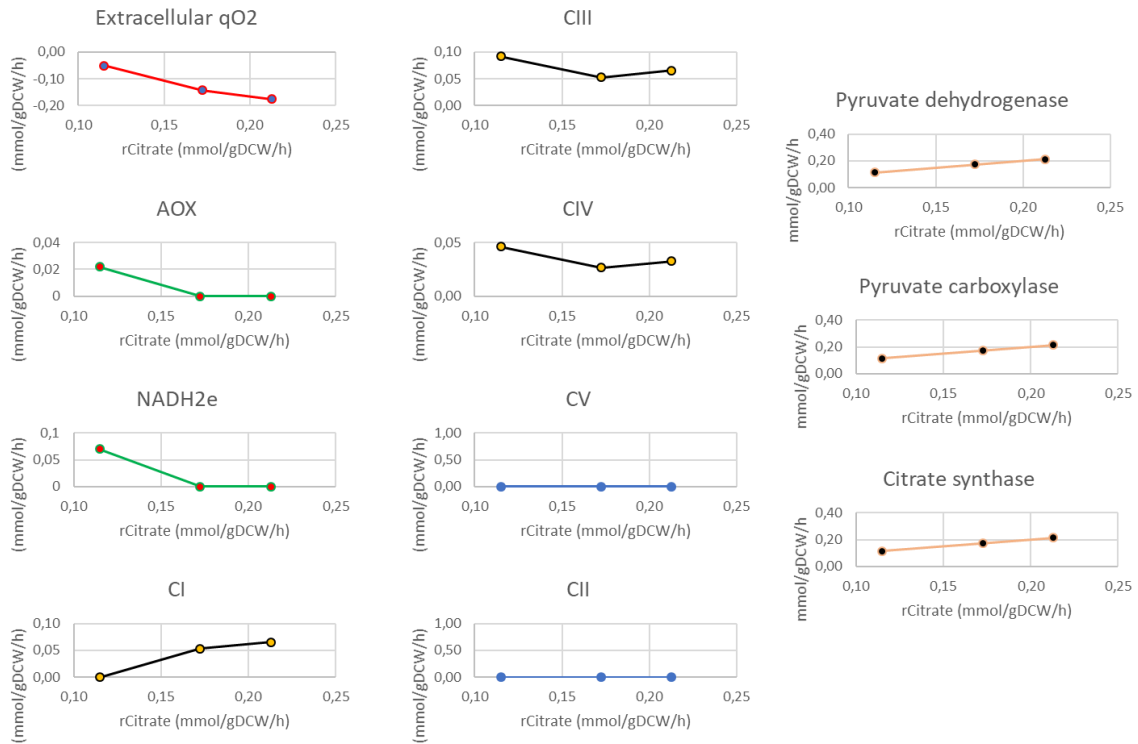 Extracellular qO2
(mmol/gDCW/h)
0,00
-0,10
-0,20
0,10 0,15 0,20 0,25
rCitrate (mmol/gDCW/h)
AOX
(mmol/gDCW/h)
0,04
0,02
0
0,10 0,15 0,20 0,25
rCitrate (mmol/gDCW/h)
NADH2e
(mmol/gDCW/h)
0,1
0,05
0
0,10 0,15 0,20 0,25
rCitrate (mmol/gDCW/h)
CI
(mmol/gDCW/h)
0,10
0,05
0,00
0,10 0,15 0,20 0,25
rCitrate (mmol/gDCW/h)
CIII
(mmol/gDCW/h)
0,10
0,05
0,00
0,10 0,15 0,20 0,25
rCitrate (mmol/gDCW/h)
CIV
(mmol/gDCW/h)
0,05
0,00
0,10 0,15 0,20 0,25
rCitrate (mmol/gDCW/h)
CV
(mmol/gDCW/h)
1,00
0,50
0,00
0,10 0,15 0,20 0,25
rCitrate (mmol/gDCW/h)
CII
(mmol/gDCW/h)
1,00
0,50
0,00
0,10 0,15 0,20 0,25
rCitrate (mmol/gDCW/h)
Pyruvate dehydrogenase
mmol/gDCW/h
0,40
0,20
0,00
0,10 0,15 0,20 0,25
rCitrate (mmol/gDCW/h)
Pyruvate carboxylase
mmol/gDCW/h
0,40
0,20
0,00
0,10 0,15 0,20 0,25
rCitrate (mmol/gDCW/h)
Citrate synthase
mmol/gDCW/h
0,40
0,20
0,00
0,10 0,15 0,20 0,25
rCitrate (mmol/gDCW/h)